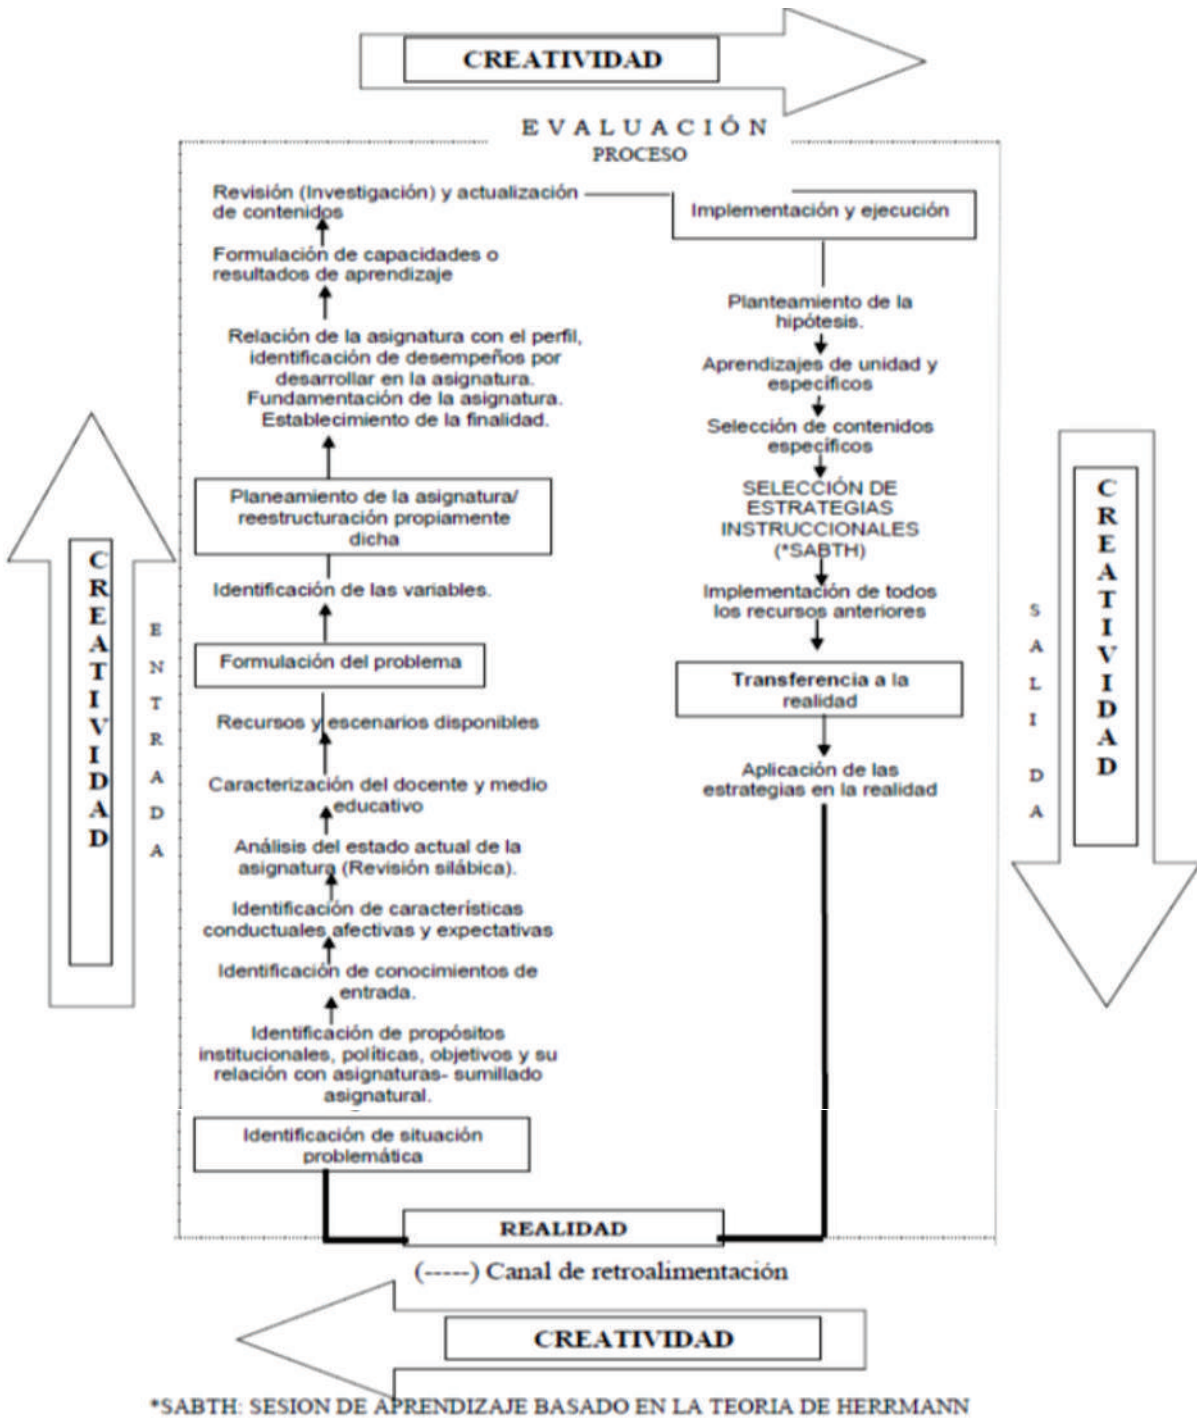 CREATIVIDAD
EVALUACIÓN
PROCESO
Revisión (Investigación) y actualización
de contenidos
Formulación de capacidades o
resultados de aprendizaje
Relación de la asignatura con el perfil,
identificación de desempeños por
desarrollar en la asignatura.
Fundamentación de la asignatura.
Establecimiento de la finalidad.
Planeamiento de la asignatura/
reestructuración propiamente
dicha
Identificación de las variables.
Formulación del problema
Recursos y escenarios disponibles
Caracterización del docente y medio
educativo
Análisis del estado actual de la
asignatura (Revisión silábica).
Identificación de características
conductuales afectivas y expectativas
Identificación de conocimientos de
entrada.
Identificación de propósitos
institucionales, políticas, objetivos y su
relación con asignaturas- sumillado
asignatural.
Identificación de situación
problemática
Implementación y ejecución
Planteamiento de la
hipótesis.
Aprendizajes de unidad y
específicos
Selección de contenidos
específicos
SELECCIÓN DE
ESTRATEGIAS
INSTRUCCIONALES
(*SABTH)
Implementación de todos
los recursos anteriores
Transferencia a la
realidad
Aplicación de las
estrategias en la realidad
CREATIVIDAD
ENTRADA
SALIDA
CREATIVIDAD
REALIDAD
(-----) Canal de retroalimentación
CREATIVIDAD
*SABTH: SESION DE APRENDIZAJE BASADO EN LA TEORIA DE HERRMANN